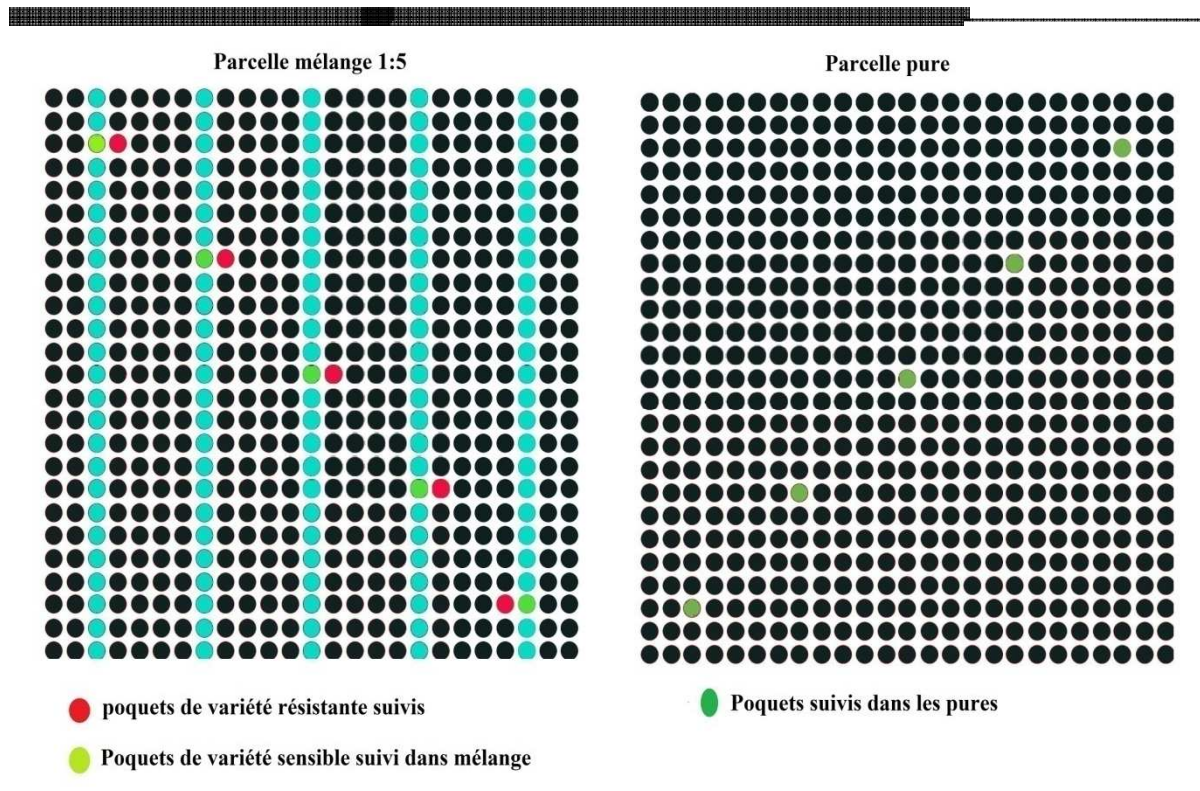 Parcelle mélange 1:5
Parcelle pure
poquets de variété résistante suivis
Poquets de variété sensible suivi dans mélange
Poquets suivis dans les pures